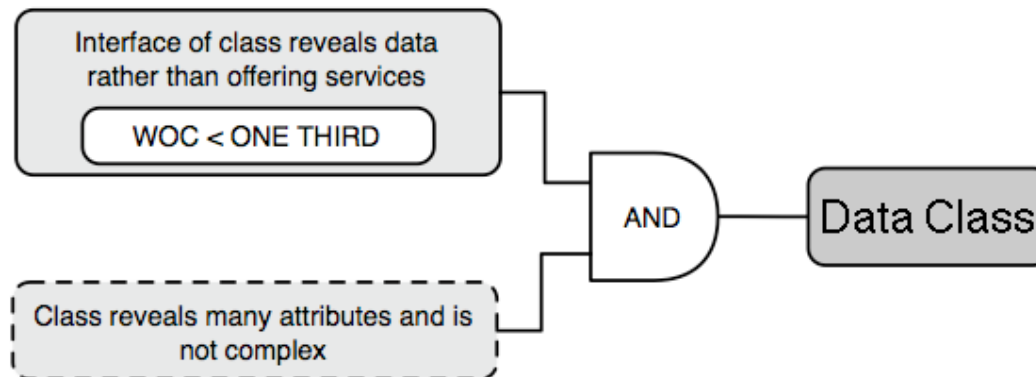 Interface of class reveals data
rather than offering services
WOC < ONE THIRD
AND
Data Class
Class reveals many attributes and is
not complex